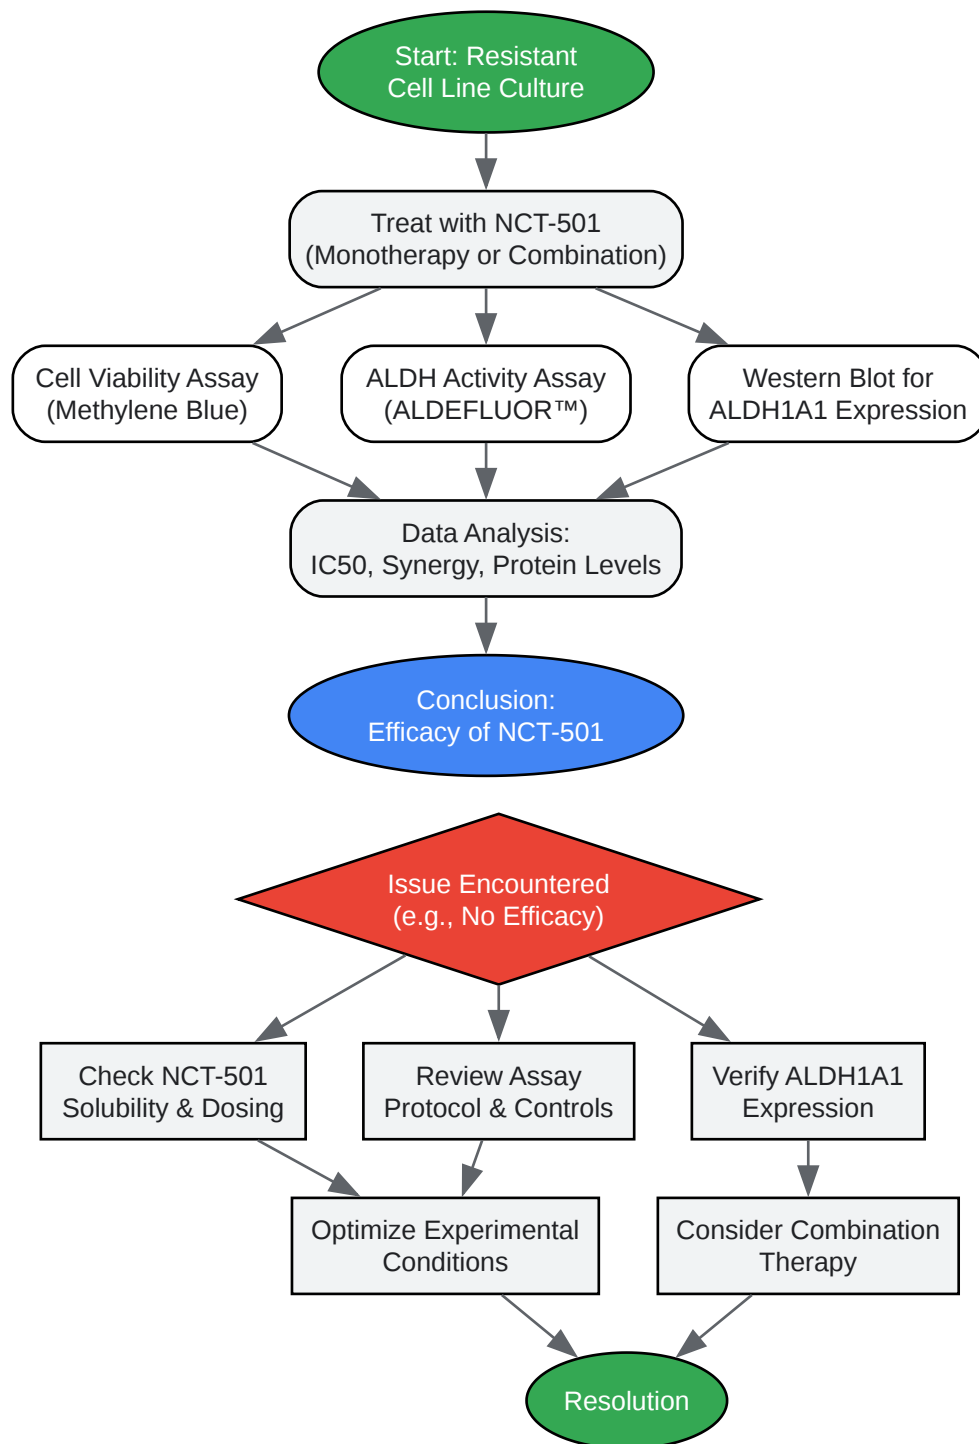 Start: Resistant
Cell Line Culture
Treat with NCT-501
(Monotherapy or Combination)
Cell Viability Assay
(Methylene Blue)
ALDH Activity Assay
(ALDEFLUOR™)
Western Blot for
ALDH1A1 Expression
Data Analysis:
IC50, Synergy, Protein Levels
Conclusion:
Efficacy of NCT-501
Issue Encountered
(e.g., No Efficacy)
Check NCT-501
Solubility & Dosing
Review Assay
Protocol & Controls
Verify ALDH1A1
Expression
Optimize Experimental
Conditions
Consider Combination
Therapy
Resolution